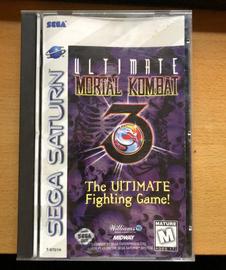 SEGA
ULTIMATE
MORTAL KOMBAT
3
The ULTIMATE
Fighting Game!
SEGA SATURN
Williams
MIDWAY
MATURE
M